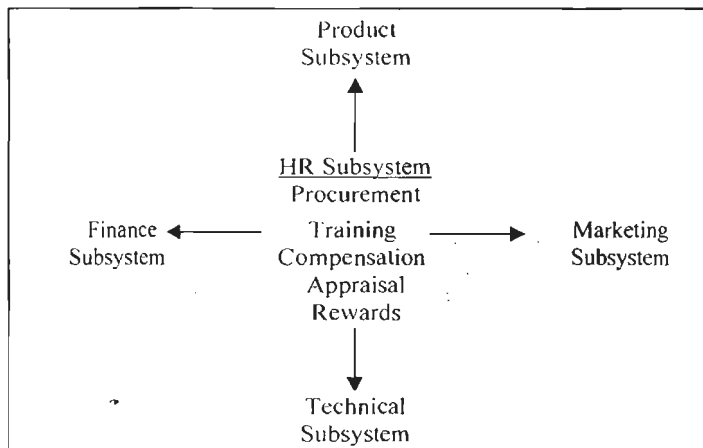 Product
Subsystem
HR Subsystem
Procurement
Finance
Subsystem
Training
Compensation
Appraisal
Rewards
Marketing
Subsystem
Technical
Subsystem